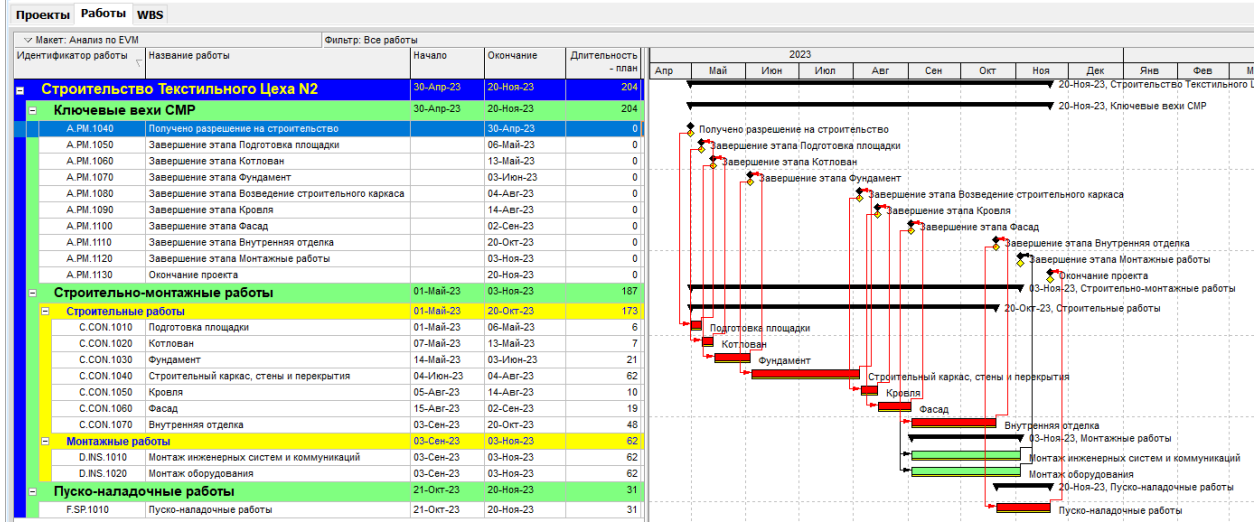 Проекты Работы WBS
Макет: Анализ по EVM Фильтр: Все работы
Идентификатор работы Название работы Начало Окончание Длительность - план
2023
Апр Май Июн Июл Авг Сен Окт Ноя Дек Янв Фев М
Строительство Текстильного Цеха N2 30-Апр-23 20-Ноя-23 204 20-Ноя-23, Строительство Текстильного Ц
Ключевые вехи СМР 30-Апр-23 20-Ноя-23 204 20-Ноя-23, Ключевые вехи СМР
A.PM.1040 Получено разрешение на строительство 30-Апр-23 0 Получено разрешение на строительство
A.PM.1050 Завершение этапа Подготовка площадки 06-Май-23 0 Завершение этапа Подготовка площадки
A.PM.1060 Завершение этапа Котлован 13-Май-23 0 Завершение этапа Котлован
A.PM.1070 Завершение этапа Фундамент 03-Июн-23 0 Завершение этапа Фундамент
A.PM.1080 Завершение этапа Возведение строительного каркаса 04-Авг-23 0 Завершение этапа Возведение строительного каркаса
A.PM.1090 Завершение этапа Кровля 14-Авг-23 0 Завершение этапа Кровля
A.PM.1100 Завершение этапа Фасад 02-Сен-23 0 Завершение этапа Фасад
A.PM.1110 Завершение этапа Внутренняя отделка 20-Окт-23 0 Завершение этапа Внутренняя отделка
A.PM.1120 Завершение этапа Монтажные работы 03-Ноя-23 0 Завершение этапа Монтажные работы
A.PM.1130 Окончание проекта 20-Ноя-23 0 Окончание проекта
Строительно-монтажные работы 01-Май-23 03-Ноя-23 187 03-Ноя-23, Строительно-монтажные работы
Строительные работы 01-Май-23 20-Окт-23 173 20-Окт-23, Строительные работы
C.CON.1010 Подготовка площадки 01-Май-23 06-Май-23 6 Подготовка площадки
C.CON.1020 Котлован 07-Май-23 13-Май-23 7 Котлован
C.CON.1030 Фундамент 14-Май-23 03-Июн-23 21 Фундамент
C.CON.1040 Строительный каркас, стены и перекрытия 04-Июн-23 04-Авг-23 62 Строительный каркас, стены и перекрытия
C.CON.1050 Кровля 05-Авг-23 14-Авг-23 10 Кровля
C.CON.1060 Фасад 15-Авг-23 02-Сен-23 19 Фасад
C.CON.1070 Внутренняя отделка 03-Сен-23 20-Окт-23 48 Внутренняя отделка
Монтажные работы 03-Сен-23 03-Ноя-23 62 03-Ноя-23, Монтажные работы
D.INS.1010 Монтаж инженерных систем и коммуникаций 03-Сен-23 03-Ноя-23 62 Монтаж инженерных систем и коммуникаций
D.INS.1020 Монтаж оборудования 03-Сен-23 03-Ноя-23 62 Монтаж оборудования
Пуско-наладочные работы 21-Окт-23 20-Ноя-23 31 20-Ноя-23, Пуско-наладочные работы
F.SP.1010 Пуско-наладочные работы 21-Окт-23 20-Ноя-23 31 Пуско-наладочные работы